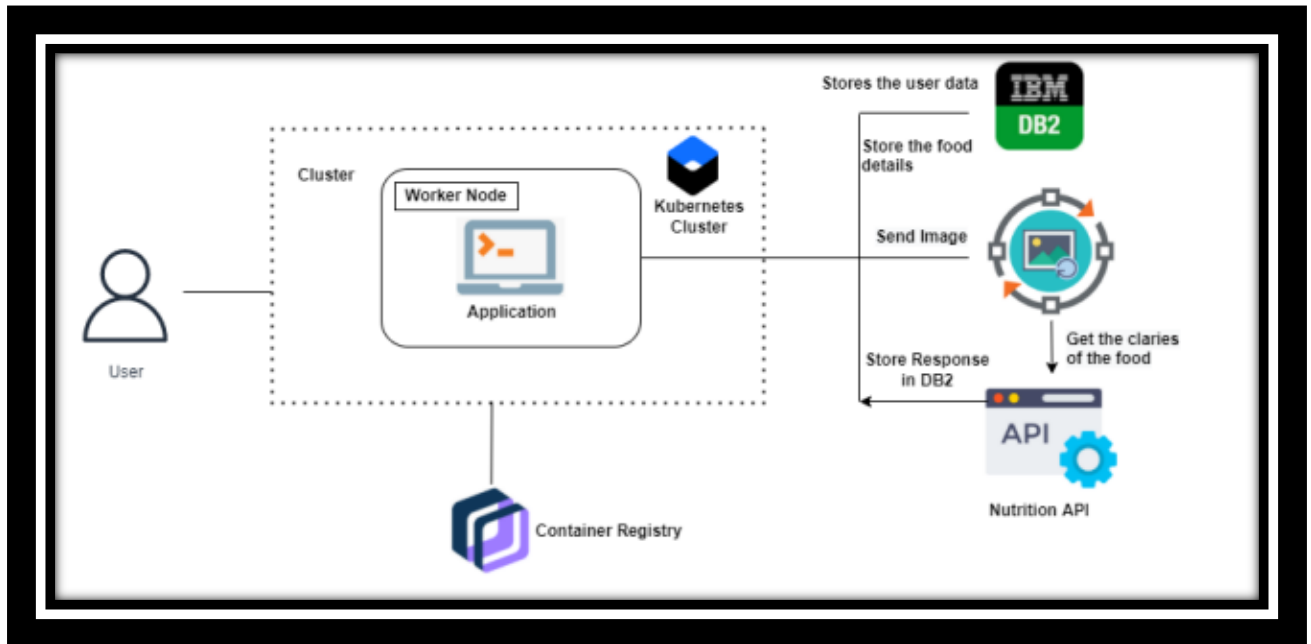 Stores the user data
IBM
DB2
Store the food
details
Cluster
Worker Node
Kubernetes
Cluster
Send Image
Application
User
Get the claries
of the food
Store Response
in DB2
API
Nutrition API
Container Registry